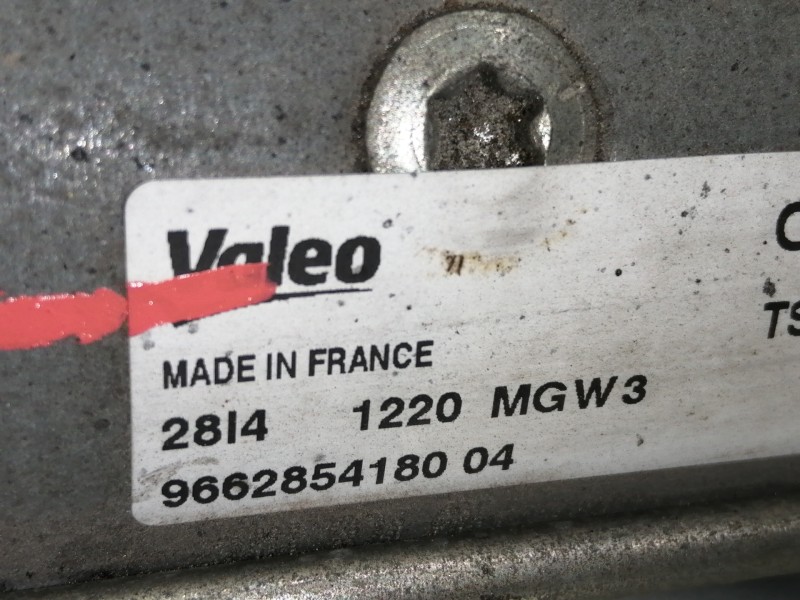 Valeo
MADE IN FRANCE
28I4 1220 MGW3
9662854180 04